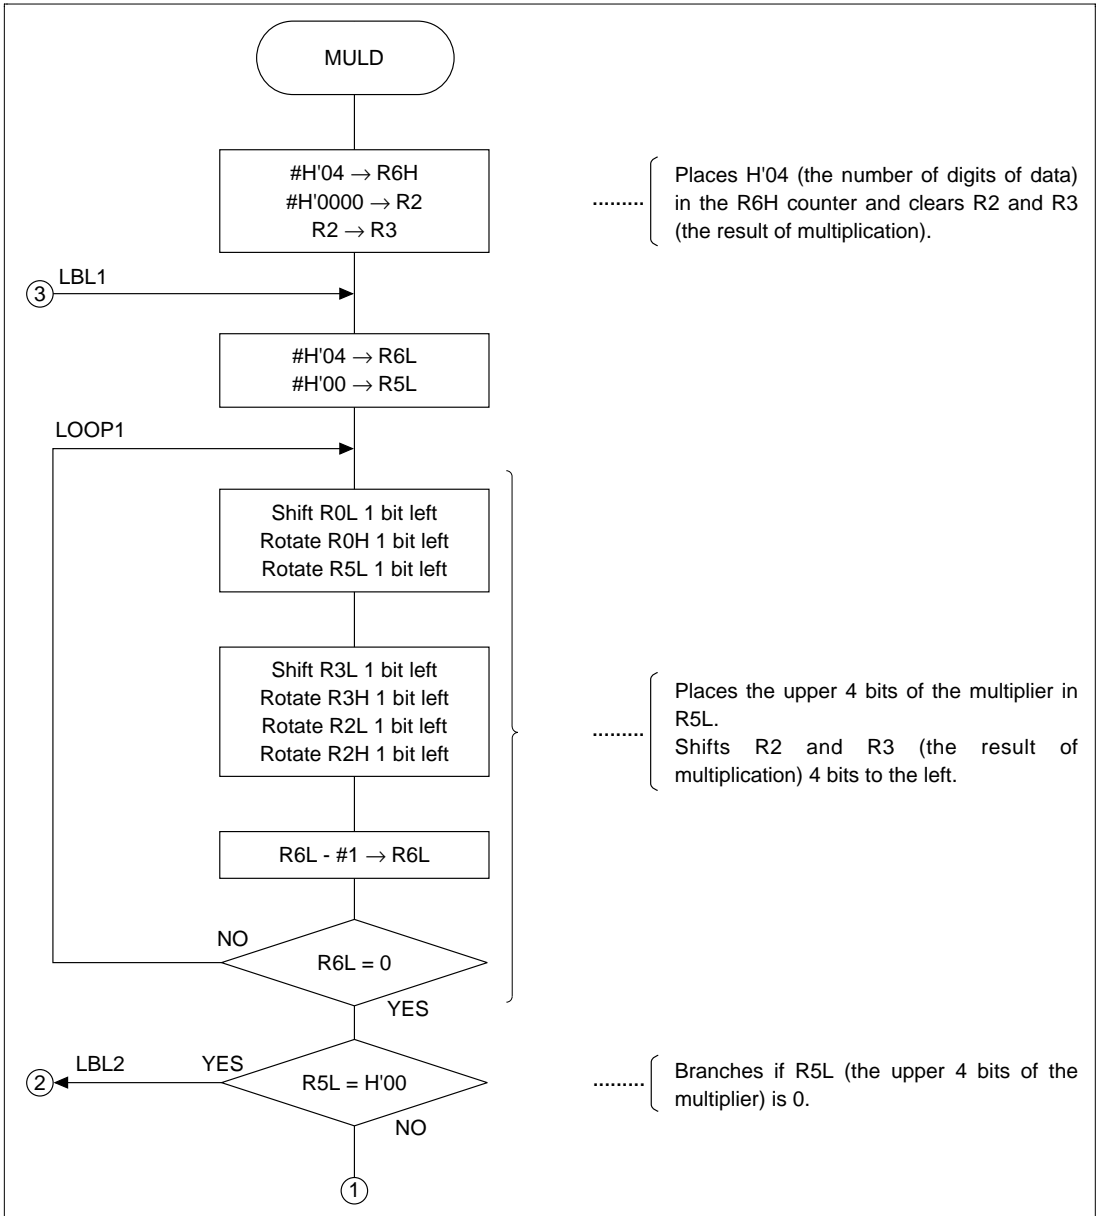 MULD
#H'04 → R6H
#H'0000 → R2
R2 → R3
......... Places H'04 (the number of digits of data)
in the R6H counter and clears R2 and R3
(the result of multiplication).
3 LBL1
#H'04 → R6L
#H'00 → R5L
LOOP1
Shift R0L 1 bit left
Rotate R0H 1 bit left
Rotate R5L 1 bit left
Shift R3L 1 bit left
Rotate R3H 1 bit left
Rotate R2L 1 bit left
Rotate R2H 1 bit left
......... Places the upper 4 bits of the multiplier in
R5L.
Shifts R2 and R3 (the result of
multiplication) 4 bits to the left.
R6L - #1 → R6L
NO
R6L = 0
YES
2 LBL2 YES
R5L = H'00
NO
......... Branches if R5L (the upper 4 bits of the
multiplier) is 0.
1